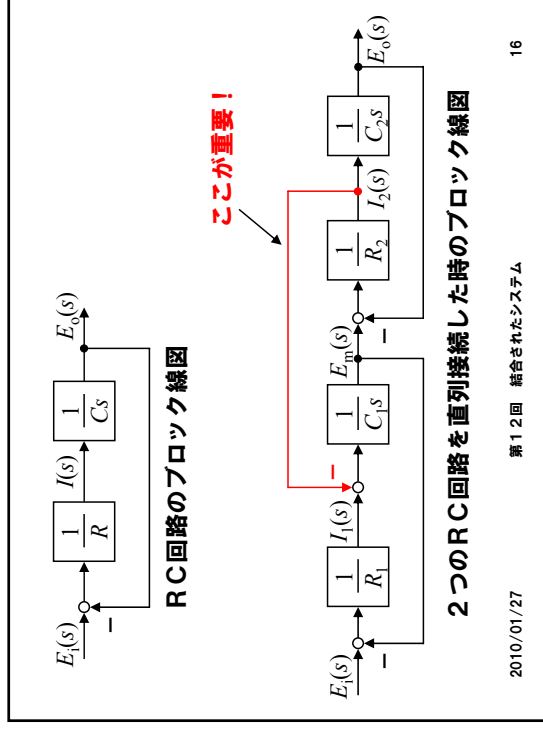 E_i(s)
−
1/R
I(s)
1/(Cs)
E_o(s)
RC回路のブロック線図
ここが重要！
E_i(s)
−
1/R_1
I_1(s)
−
1/(C_1s)
E_m(s)
−
1/R_2
I_2(s)
1/(C_2s)
E_o(s)
２つのRC回路を直列接続した時のブロック線図
2010/01/27
第１２回 結合されたシステム
16